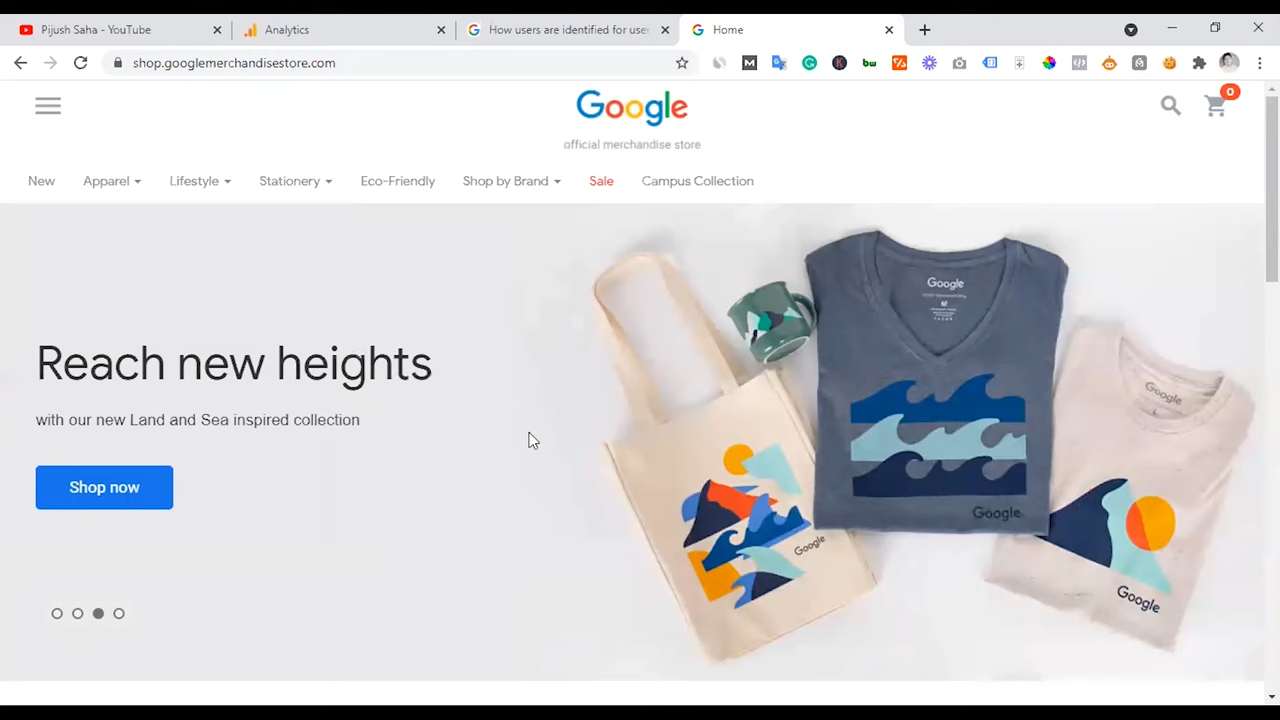 Pijush Saha - YouTube
Analytics
How users are identified for user
Home
shop.googlemerchandisestore.com
Google
0
official merchandise store
New
Apparel
Lifestyle
Stationery
Eco-Friendly
Shop by Brand
Sale
Campus Collection
Reach new heights
with our new Land and Sea inspired collection
Shop now
Google
M
Google
Google
L
Google
Google